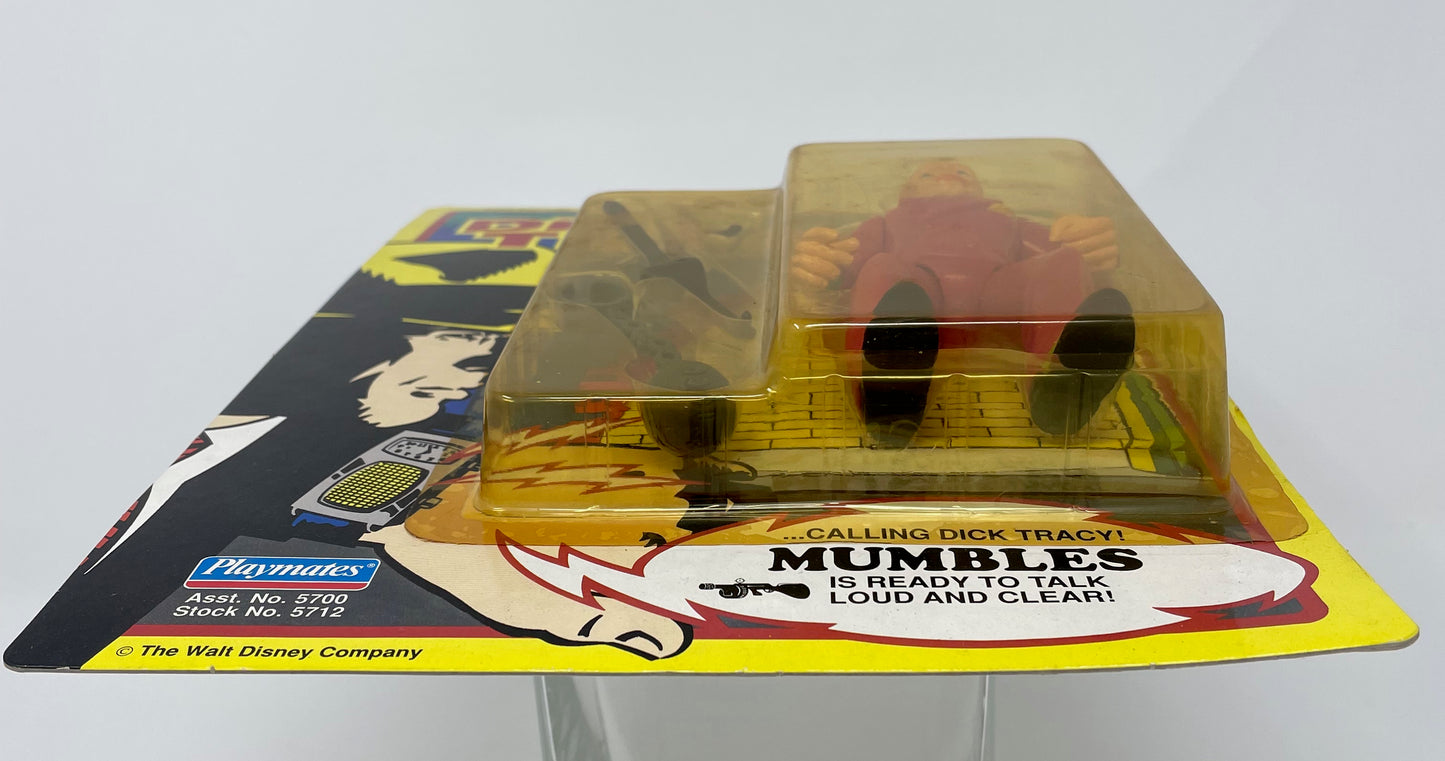 ...CALLING DICK TRACY!
MUMBLES
IS READY TO TALK
LOUD AND CLEAR!
Playmates®
Asst. No. 5700
Stock No. 5712
© The Walt Disney Company